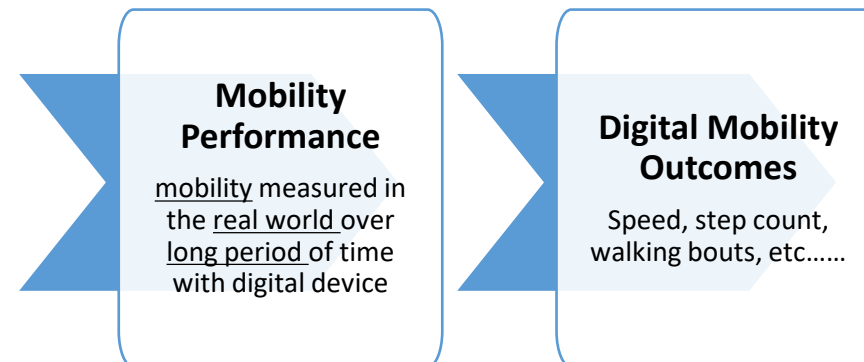 Mobility
Performance
mobility measured in
the real world over
long period of time
with digital device
Digital Mobility
Outcomes
Speed, step count,
walking bouts, etc……